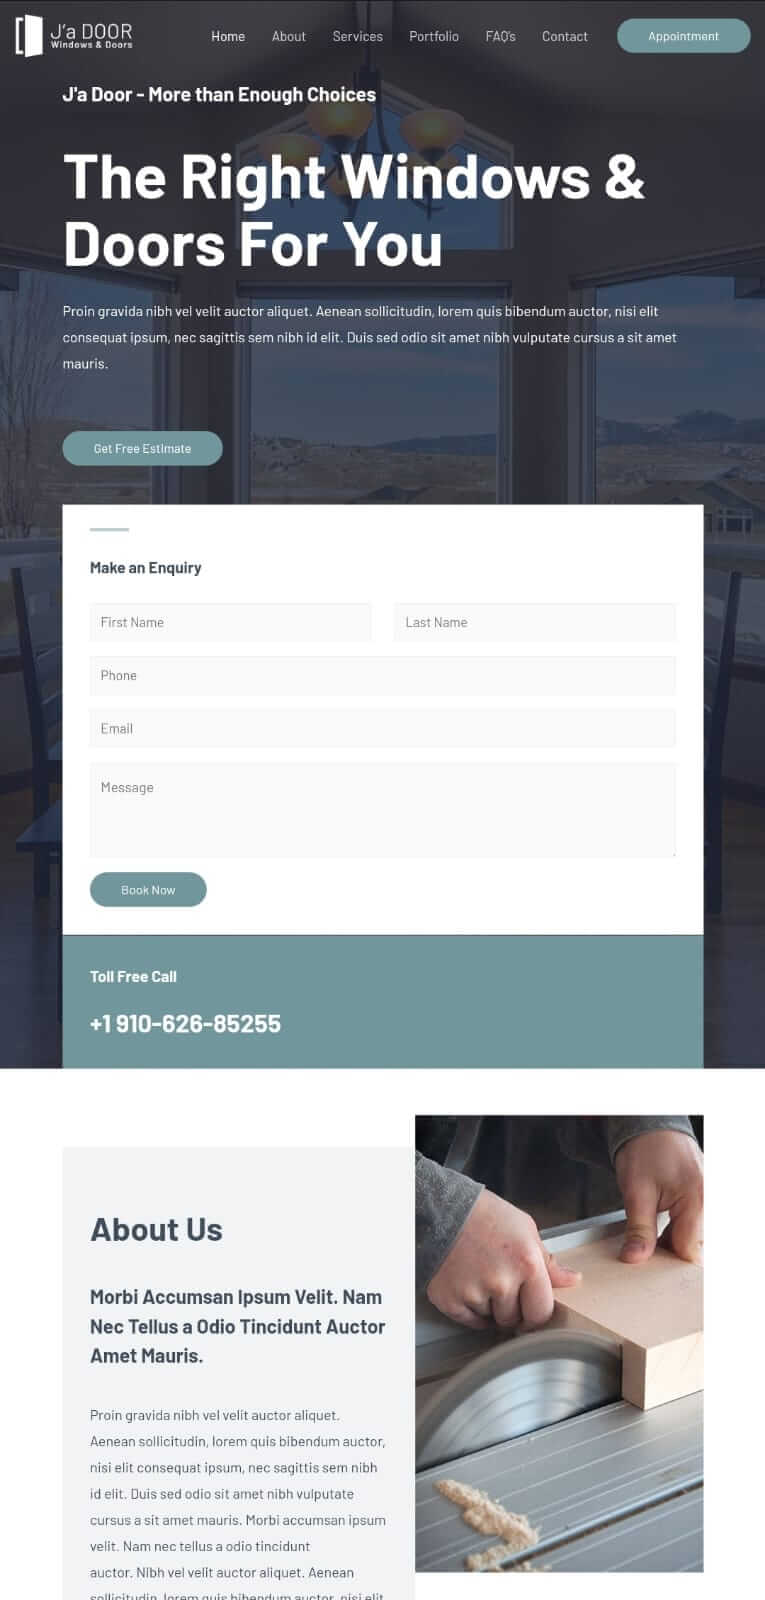 J'a DOOR
Windows & Doors
Home About Services Portfolio FAQ's Contact Appointment
J'a Door - More than Enough Choices
The Right Windows &
Doors For You
Proin gravida nibh vel velit auctor aliquet. Aenean sollicitudin, lorem quis bibendum auctor, nisi elit
consequat ipsum, nec sagittis sem nibh id elit. Duis sed odio sit amet nibh vulputate cursus a sit amet
mauris.
Get Free Estimate
Make an Enquiry
First Name Last Name
Phone
Email
Message
Book Now
Toll Free Call
+1 910-626-85255
About Us
Morbi Accumsan Ipsum Velit. Nam
Nec Tellus a Odio Tincidunt Auctor
Amet Mauris.
Proin gravida nibh vel velit auctor aliquet.
Aenean sollicitudin, lorem quis bibendum auctor,
nisi elit consequat ipsum, nec sagittis sem nibh
id elit. Duis sed odio sit amet nibh vulputate
cursus a sit amet mauris. Morbi accumsan ipsum
velit. Nam nec tellus a odio tincidunt
auctor. Nibh vel velit auctor aliquet. Aenean
sollicitudin, lorem quis bibendum auctor, nisi elit